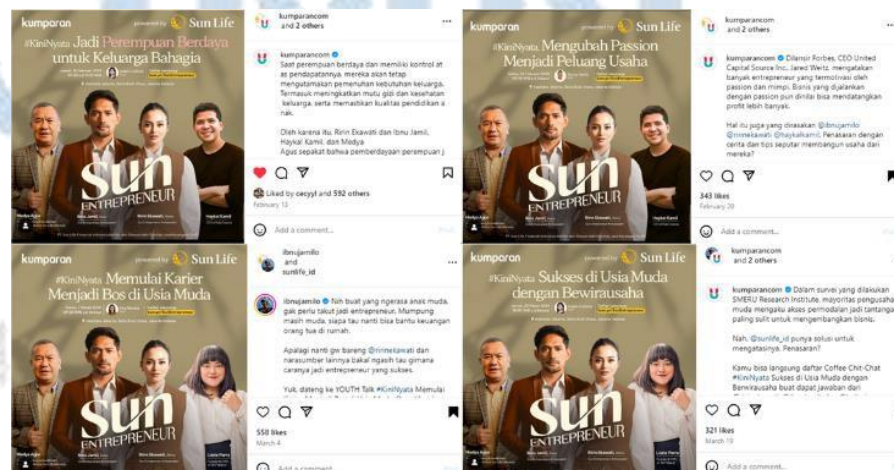 kumparan
powered by Sun Life
#KiniNyata Jadi Perempuan Berdaya
untuk Keluarga Bahagia
Sun
ENTREPRENEUR
kumparancom
and 2 others
kumparancom
Saat perempuan berdaya dan memiliki kontrol at
as pendapatannya, mereka akan tetap
mengutamakan pemenuhan kebutuhan keluarga.
Termasuk meningkatkan mutu gizi dan kesehatan
keluarga, serta memastikan kualitas pendidikan a
nak.
Oleh karena itu, Ririn Ekawati dan Ibnu Jamil,
Haykal Kamil, dan Medya
Agus sepakat bahwa pemberdayaan perempuan j
Liked by cecyyl and 592 others
February 13
Add a comment...
kumparan
powered by Sun Life
#KiniNyata Mengubah Passion
Menjadi Peluang Usaha
Sun
ENTREPRENEUR
kumparancom
and 2 others
kumparancom Dilansir Forbes, CEO United
Capital Source Inc., Jared Weitz, mengatakan
banyak entrepreneur yang termotivasi oleh
passion dan mimpi. Bisnis yang dijalankan
dengan passion pun dinilai bisa mendatangkan
profit lebih banyak.
Hal itu juga yang dirasakan @ibnujamilo
@ririnekawati @haykalkamil. Penasaran dengan
cerita dan tips seputar membangun usaha dari
mereka?
343 likes
February 20
Add a comment...
kumparan
powered by Sun Life
#KiniNyata Memulai Karier
Menjadi Bos di Usia Muda
Sun
ENTREPRENEUR
ibnujamilo
and
sunlife_id
ibnujamilo Nah buat yang ngerasa anak muda,
gak perlu takut jadi entrepreneur. Mumpung
masih muda, siapa tau nanti bisa bantu keuangan
orang tua di rumah.
Apalagi nanti gw bareng @ririnekawati dan
narasumber lainnya bakal ngasih tau gimana
caranya jadi entrepreneur yang sukses.
Yuk, dateng ke YOUTH Talk #KiniNyata Memulai
558 likes
March 4
Add a comment...
kumparan
powered by Sun Life
#KiniNyata Sukses di Usia Muda
dengan Bewirausaha
Sun
ENTREPRENEUR
kumparancom
and 2 others
kumparancom Dalam survei yang dilakukan
SMERU Research Institute, mayoritas pengusaha
muda mengaku akses permodalan jadi tantangan
paling sulit untuk mengembangkan bisnis.
Nah, @sunlife_id punya solusi untuk
mengatasinya. Penasaran?
Kamu bisa langsung daftar Coffee Chit-Chat
#KiniNyata Sukses di Usia Muda dengan
Berwirausaha buat dapat jawaban dari
321 likes
March 19
Add a comment...